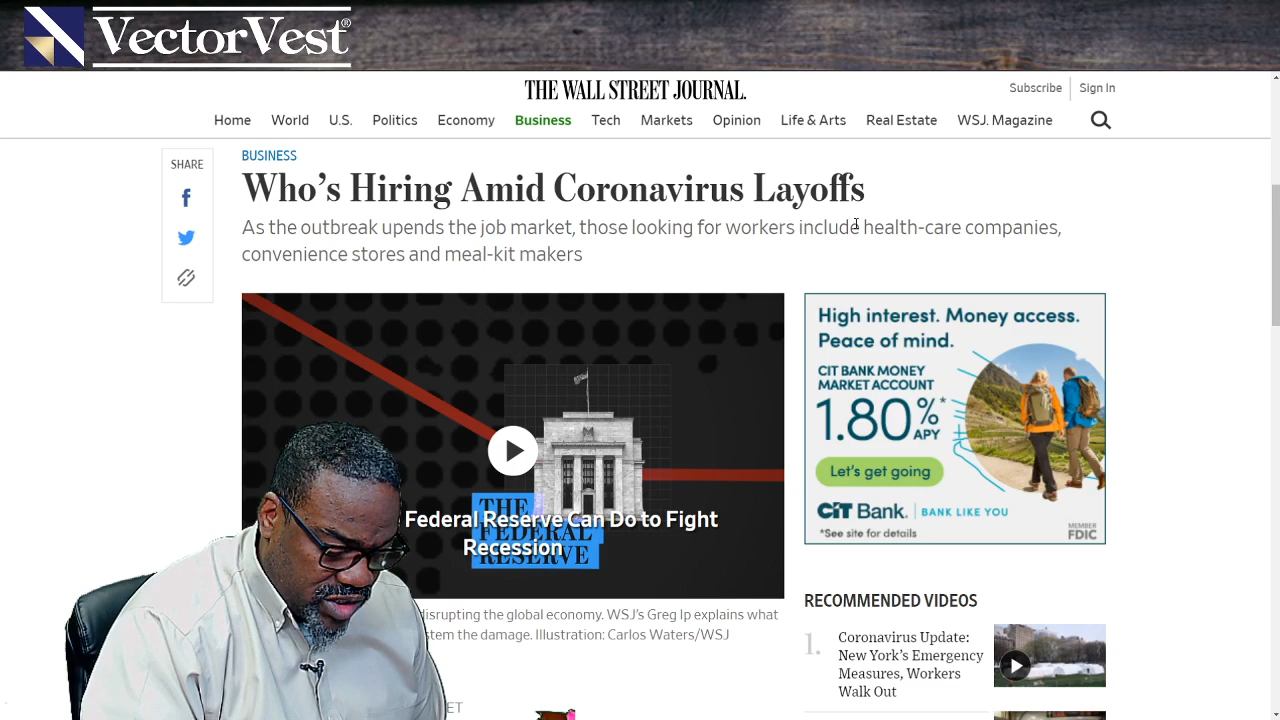 VectorVest®
THE WALL STREET JOURNAL.
Subscribe Sign In
Home World U.S. Politics Economy Business Tech Markets Opinion Life & Arts Real Estate WSJ. Magazine
SHARE
BUSINESS
Who's Hiring Amid Coronavirus Layoffs
As the outbreak upends the job market, those looking for workers include health-care companies,
convenience stores and meal-kit makers
THE
FEDERAL
RESERVE
Federal Reserve Can Do to Fight
Recession
disrupting the global economy. WSJ's Greg Ip explains what
stem the damage. Illustration: Carlos Waters/WSJ
ET
High interest. Money access.
Peace of mind.
CIT BANK MONEY
MARKET ACCOUNT
1.80%*
APY
Let's get going
CIT Bank. BANK LIKE YOU
*See site for details
MEMBER
FDIC
RECOMMENDED VIDEOS
1.
Coronavirus Update:
New York's Emergency
Measures, Workers
Walk Out